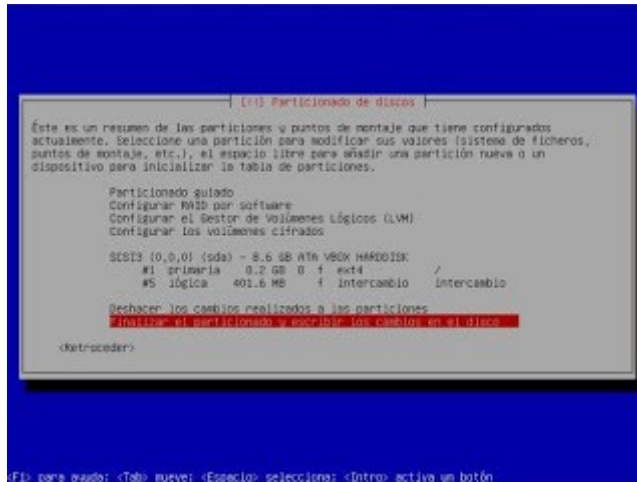 [!!] Particionado de discos
Éste es un resumen de las particiones y puntos de montaje que tiene configurados
actualmente. Seleccione una partición para modificar sus valores (sistema de ficheros,
puntos de montaje, etc.), el espacio libre para añadir una partición nueva o un
dispositivo para inicializar la tabla de particiones.
Particionado guiado
Configurar RAID por software
Configurar el Gestor de Volúmenes Lógicos (LVM)
Configurar los volúmenes cifrados
SCSI3 (0,0,0) (sda) - 8.6 GB ATA VBOX HARDDISK
#1 primaria GB f ext4 /
#5 lógica 401.6 MB f intercambio intercambio
Deshacer los cambios realizados a las particiones
Finalizar el particionado y escribir los cambios en el disco
<Retroceder>
<F1> para ayuda; <Tab> mueve; <Espacio> selecciona; <Intro> activa un botón